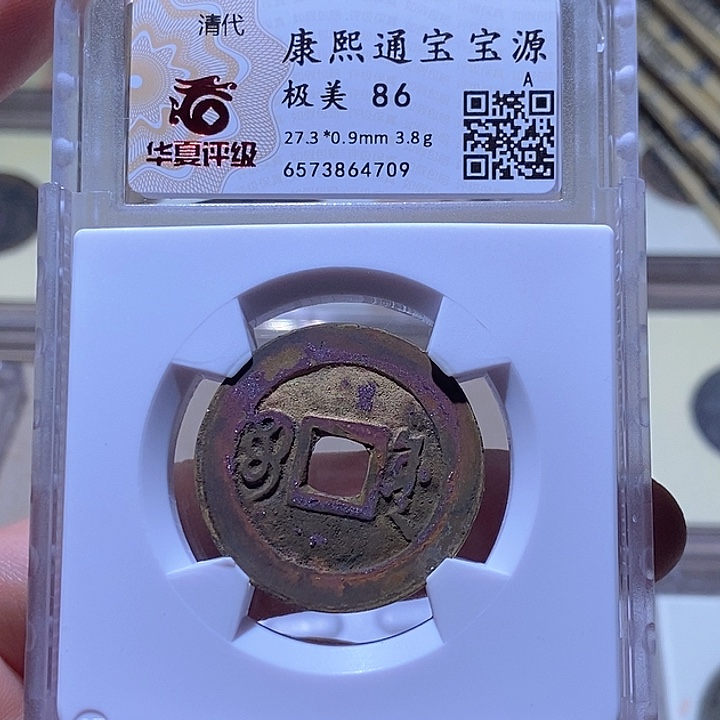 清代
康熙通宝宝源
极美 86
A
27.3*0.9mm 3.8g
华夏评级
6573864709